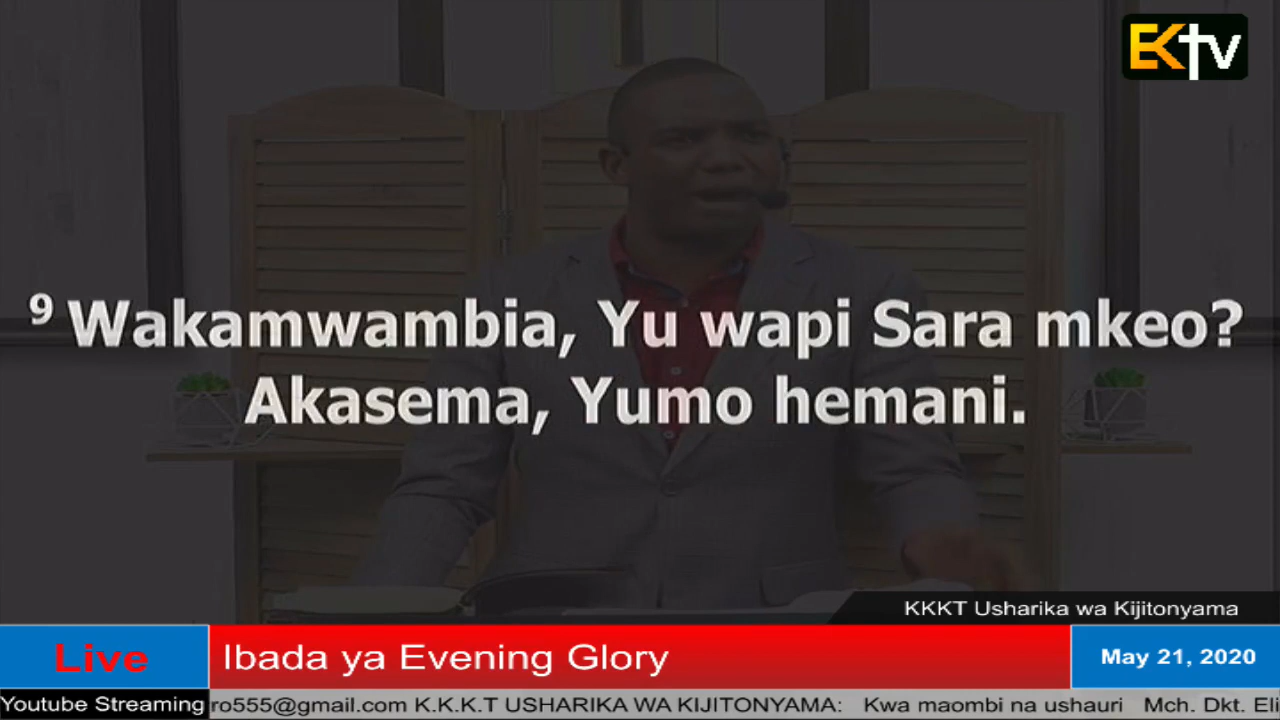 EKtv
9 Wakamwambia, Yu wapi Sara mkeo?
Akasema, Yumo hemani.
KKKT Usharika wa Kijitonyama
Live
Ibada ya Evening Glory
May 21, 2020
Youtube Streaming
ro555@gmail.com K.K.K.T USHARIKA WA KIJITONYAMA: Kwa maombi na ushauri Mch. Dkt. Eli